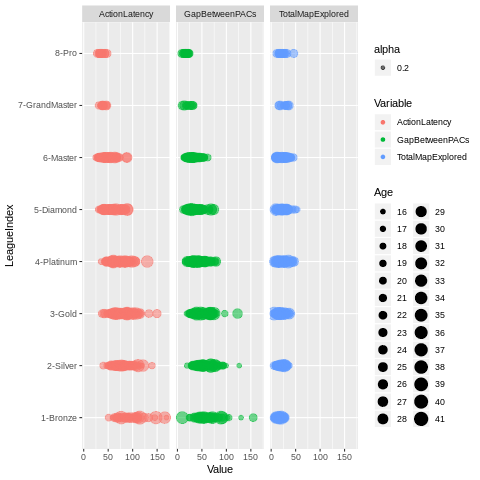 ActionLatency GapBetweenPACs TotalMapExplored
8-Pro
7-GrandMaster
6-Master
5-Diamond
4-Platinum
3-Gold
2-Silver
1-Bronze
LeagueIndex
0 50 100 150 0 50 100 150 0 50 100 150
Value
alpha
0.2
Variable
ActionLatency
GapBetweenPACs
TotalMapExplored
Age
16 29
17 30
18 31
19 32
20 33
21 34
22 35
23 36
24 37
25 38
26 39
27 40
28 41